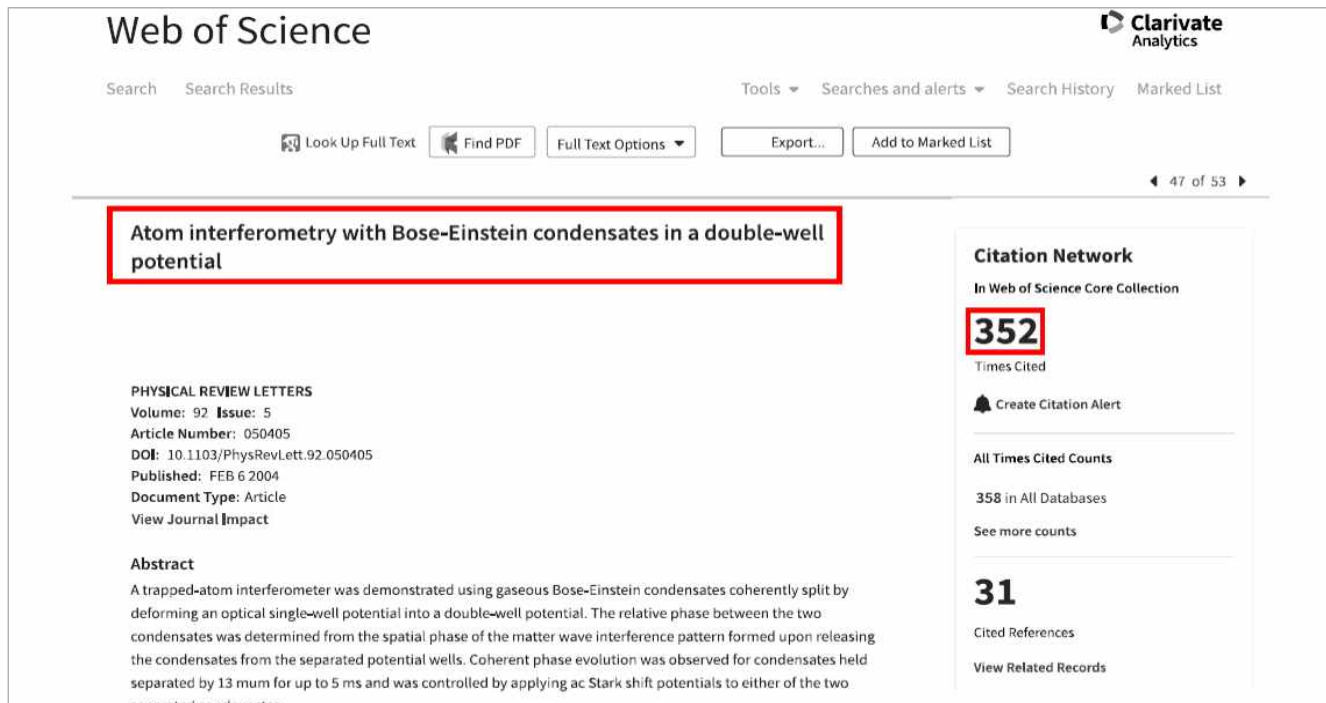 Web of Science
Clarivate
Analytics
Search Search Results
Tools Searches and alerts Search History Marked List
Look Up Full Text Find PDF Full Text Options Export... Add to Marked List
47 of 53
Atom interferometry with Bose-Einstein condensates in a double-well
potential
PHYSICAL REVIEW LETTERS
Volume: 92 Issue: 5
Article Number: 050405
DOI: 10.1103/PhysRevLett.92.050405
Published: FEB 6 2004
Document Type: Article
View Journal Impact
Abstract
A trapped-atom interferometer was demonstrated using gaseous Bose-Einstein condensates coherently split by
deforming an optical single-well potential into a double-well potential. The relative phase between the two
condensates was determined from the spatial phase of the matter wave interference pattern formed upon releasing
the condensates from the separated potential wells. Coherent phase evolution was observed for condensates held
separated by 13 mum for up to 5 ms and was controlled by applying ac Stark shift potentials to either of the two
Citation Network
In Web of Science Core Collection
352
Times Cited
Create Citation Alert
All Times Cited Counts
358 in All Databases
See more counts
31
Cited References
View Related Records